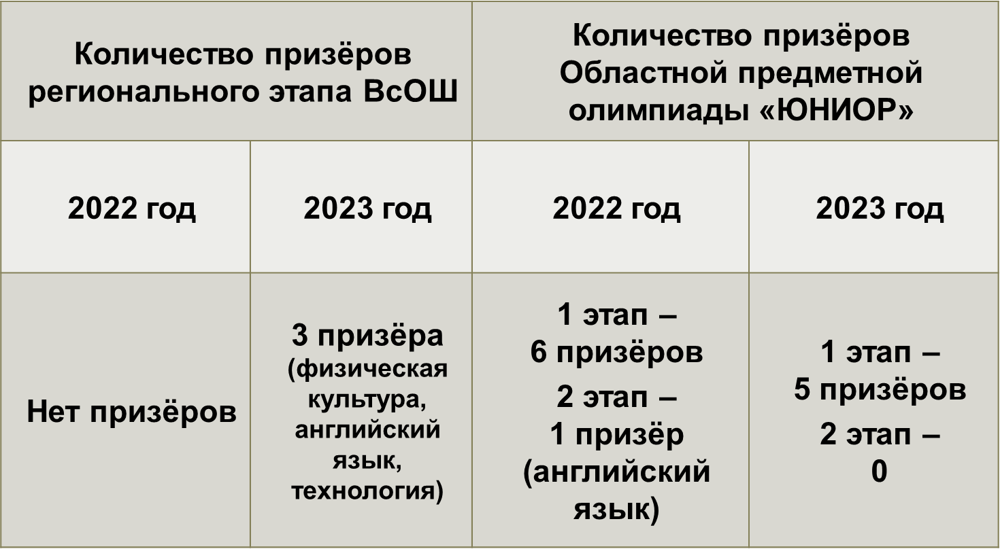 Количество призёров
регионального этапа ВсОШ
Количество призёров
Областной предметной
олимпиады «ЮНИОР»
2022 год
2023 год
2022 год
2023 год
Нет призёров
3 призёра
(физическая
культура,
английский
язык,
технология)
1 этап –
6 призёров
2 этап –
1 призёр
(английский
язык)
1 этап –
5 призёров
2 этап –
0